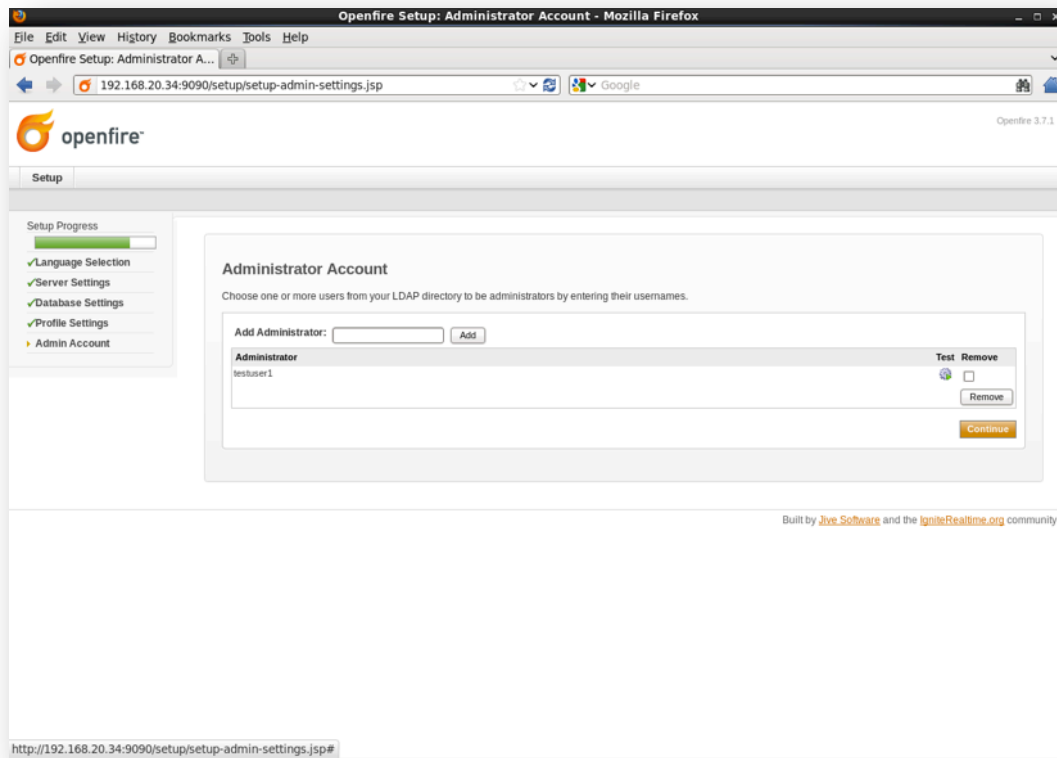 Openfire Setup: Administrator Account - Mozilla Firefox
File Edit View History Bookmarks Tools Help
Openfire Setup: Administrator A...
192.168.20.34:9090/setup/setup-admin-settings.jsp Google
openfire™ Openfire 3.7.1
Setup
Setup Progress
✓Language Selection
✓Server Settings
✓Database Settings
✓Profile Settings
Admin Account
Administrator Account
Choose one or more users from your LDAP directory to be administrators by entering their usernames.
Add Administrator: Add
Administrator Test Remove
testuser1
Remove
Continue
Built by Jive Software and the IgniteRealtime.org community
http://192.168.20.34:9090/setup/setup-admin-settings.jsp#